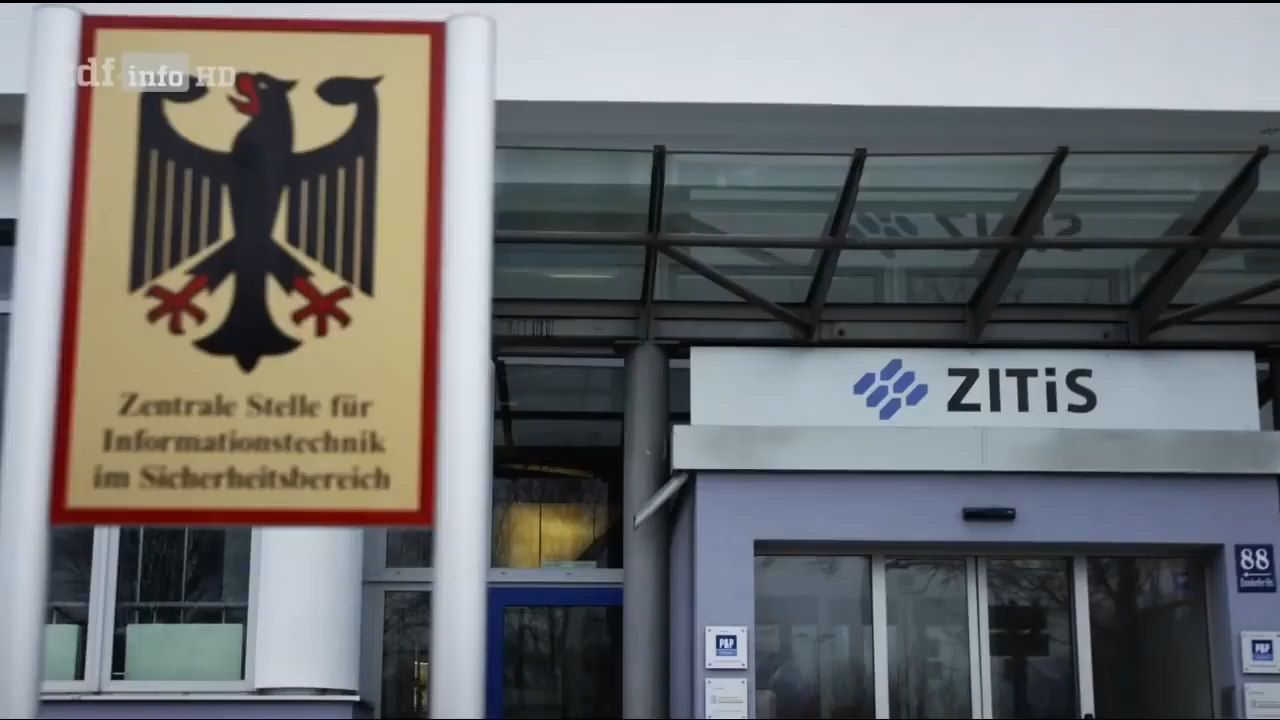 zdf info HD
Zentrale Stelle für
Informationstechnik
im Sicherheitsbereich
ZITiS
88
P&P
P&P